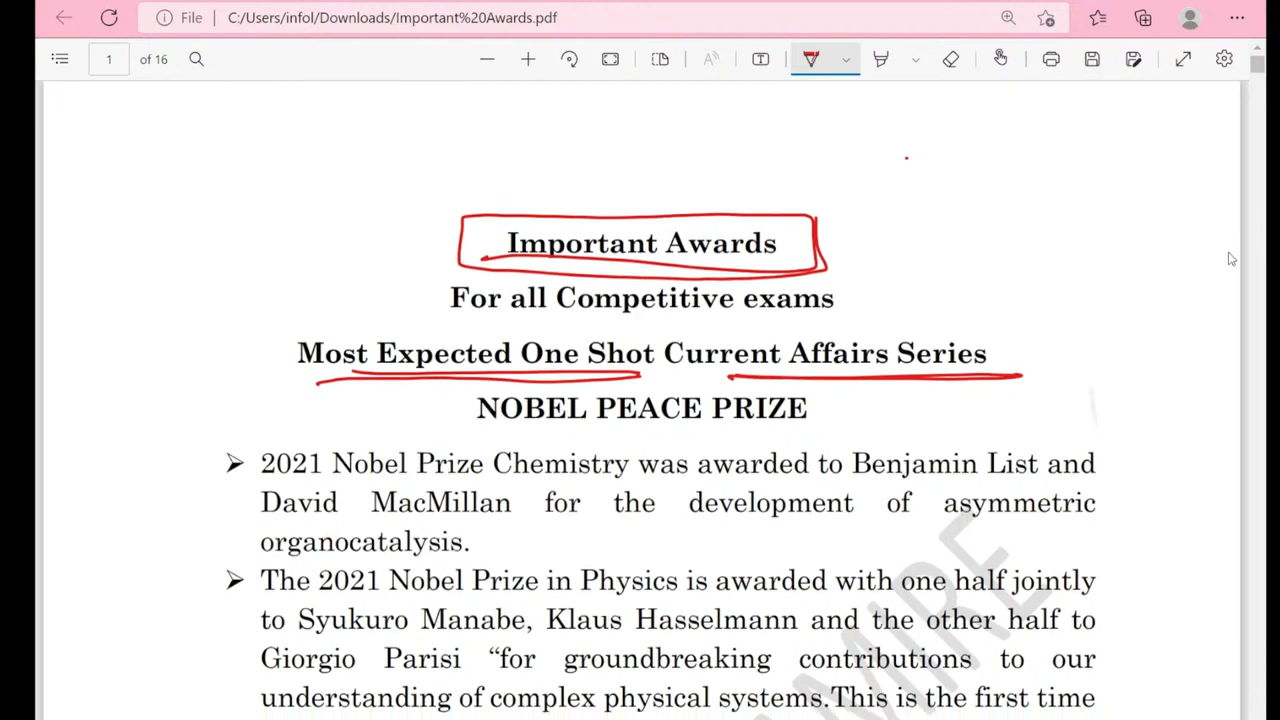 File C:/Users/infol/Downloads/Important%20Awards.pdf
1 of 16
Important Awards
For all Competitive exams
Most Expected One Shot Current Affairs Series
NOBEL PEACE PRIZE
➢ 2021 Nobel Prize Chemistry was awarded to Benjamin List and
David MacMillan for the development of asymmetric
organocatalysis.
➢ The 2021 Nobel Prize in Physics is awarded with one half jointly
to Syukuro Manabe, Klaus Hasselmann and the other half to
Giorgio Parisi “for groundbreaking contributions to our
understanding of complex physical systems.This is the first time